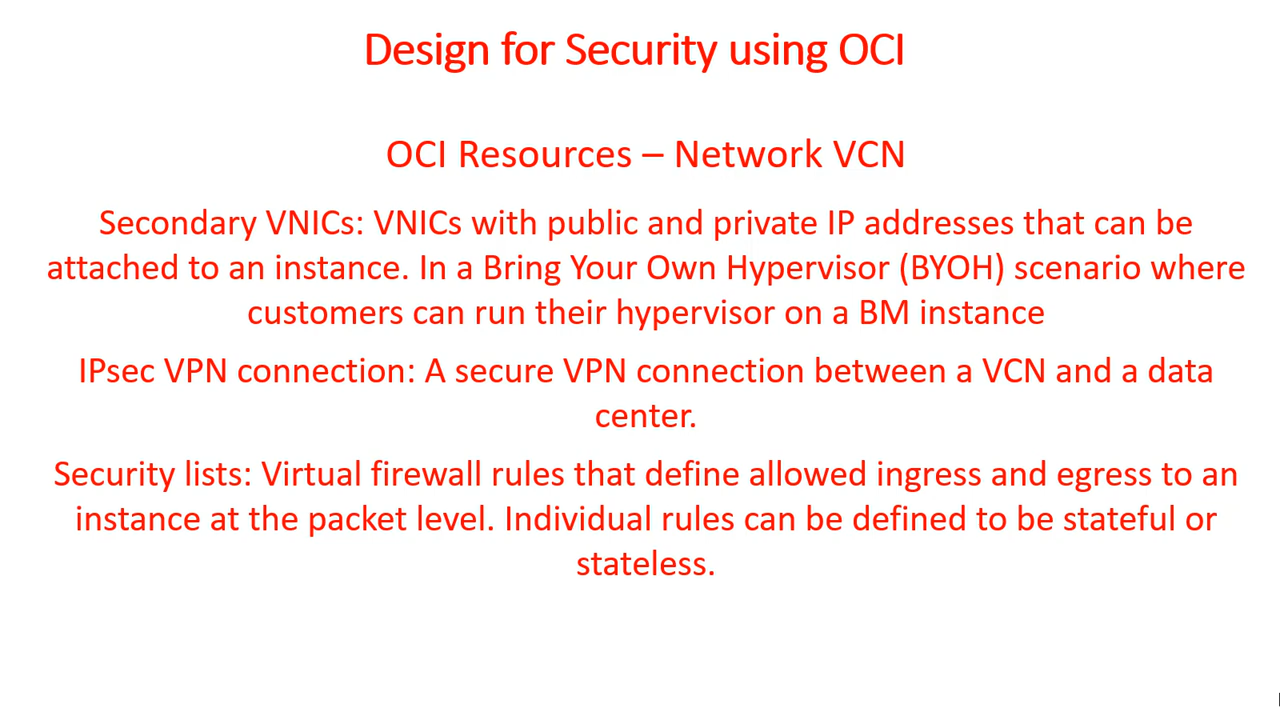 Design for Security using OCI
OCI Resources – Network VCN
Secondary VNICs: VNICs with public and private IP addresses that can be
attached to an instance. In a Bring Your Own Hypervisor (BYOH) scenario where
customers can run their hypervisor on a BM instance
IPsec VPN connection: A secure VPN connection between a VCN and a data
center.
Security lists: Virtual firewall rules that define allowed ingress and egress to an
instance at the packet level. Individual rules can be defined to be stateful or
stateless.